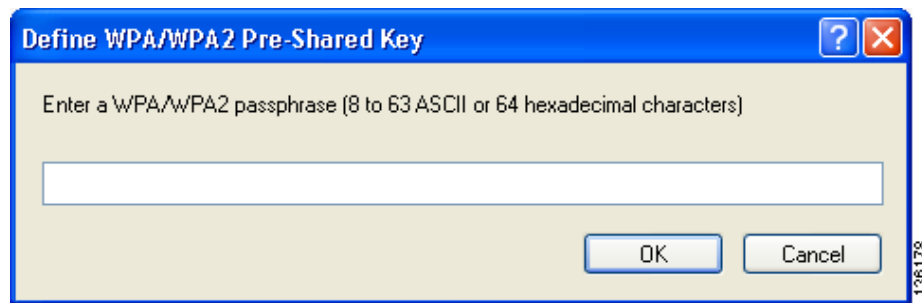 Define WPA/WPA2 Pre-Shared Key
?
Enter a WPA/WPA2 passphrase (8 to 63 ASCII or 64 hexadecimal characters)
OK
Cancel
126178